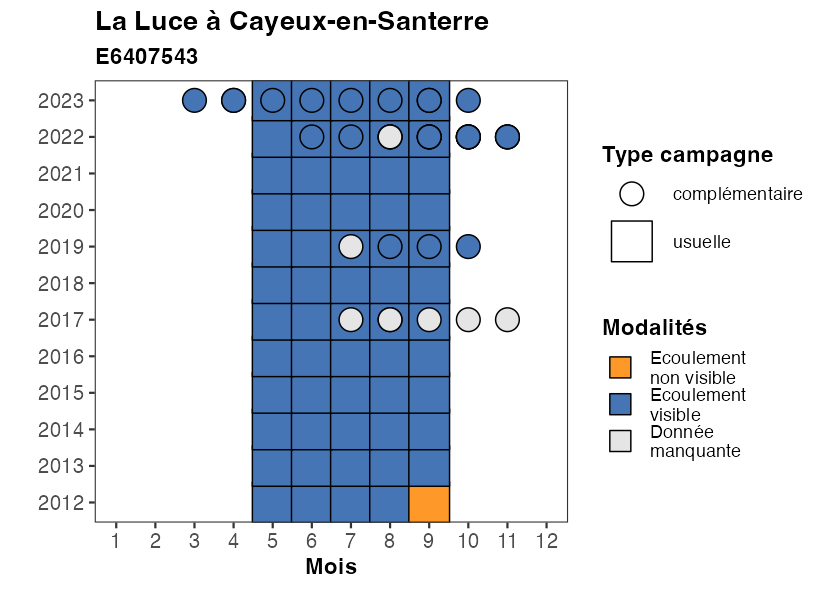 La Luce à Cayeux-en-Santerre
E6407543
2023
2022
2021
2020
2019
2018
2017
2016
2015
2014
2013
2012
1 2 3 4 5 6 7 8 9 10 11 12
Mois
Type campagne
complémentaire
usuelle
Modalités
Ecoulement
non visible
Ecoulement
visible
Donnée
manquante